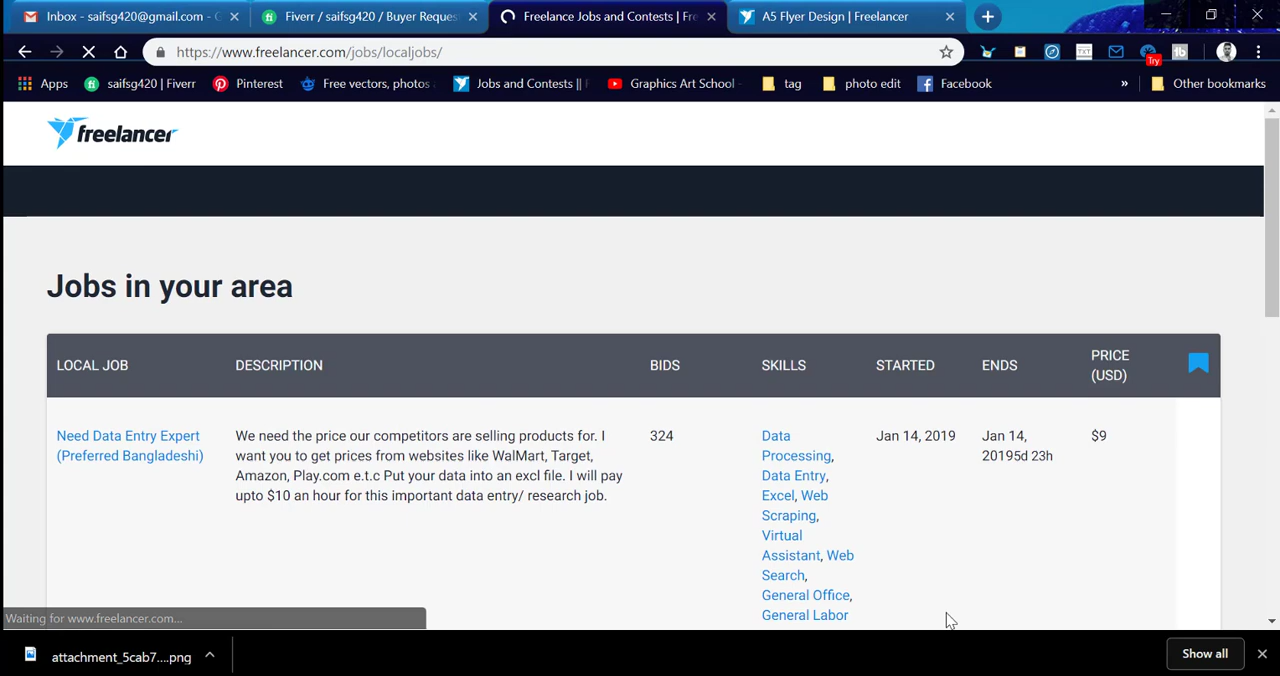 Inbox - saifsg420@gmail.com - G
Fiverr / saifsg420 / Buyer Reques
Freelance Jobs and Contests | Fre
A5 Flyer Design | Freelancer
https://www.freelancer.com/jobs/localjobs/
TXT
Try
Apps
saifsg420 | Fiverr
Pinterest
Free vectors, photos
Jobs and Contests ||
Graphics Art School -
tag
photo edit
Facebook
»
Other bookmarks
freelancer
Jobs in your area
LOCAL JOB DESCRIPTION BIDS SKILLS STARTED ENDS PRICE (USD)
Need Data Entry Expert
(Preferred Bangladeshi)
We need the price our competitors are selling products for. I
want you to get prices from websites like WalMart, Target,
Amazon, Play.com e.t.c Put your data into an excl file. I will pay
upto $10 an hour for this important data entry/ research job.
324
Data
Processing,
Data Entry,
Excel, Web
Scraping,
Virtual
Assistant, Web
Search,
General Office,
General Labor
Jan 14, 2019
Jan 14,
20195d 23h
$9
Waiting for www.freelancer.com...
attachment_5cab7....png
Show all